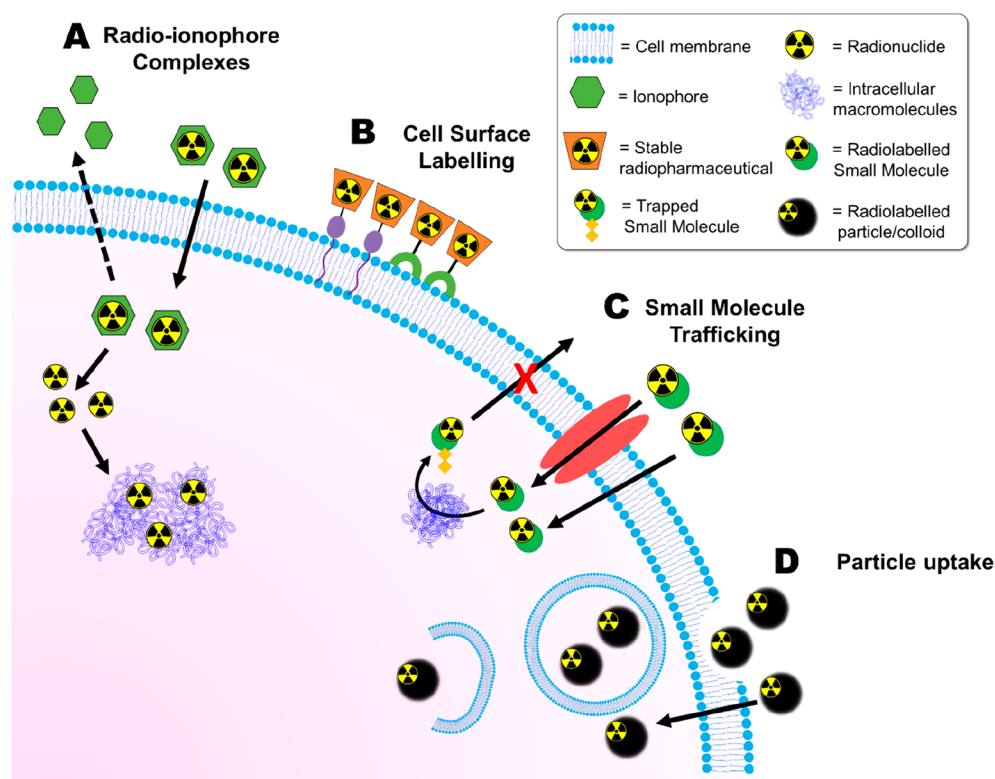 A Radio-ionophore
Complexes
B Cell Surface
Labelling
= Cell membrane
= Ionophore
= Stable
radiopharmaceutical
= Trapped
Small Molecule
= Radionuclide
= Intracellular
macromolecules
= Radiolabelled
Small Molecule
= Radiolabelled
particle/colloid
C Small Molecule
Trafficking
X
D Particle uptake